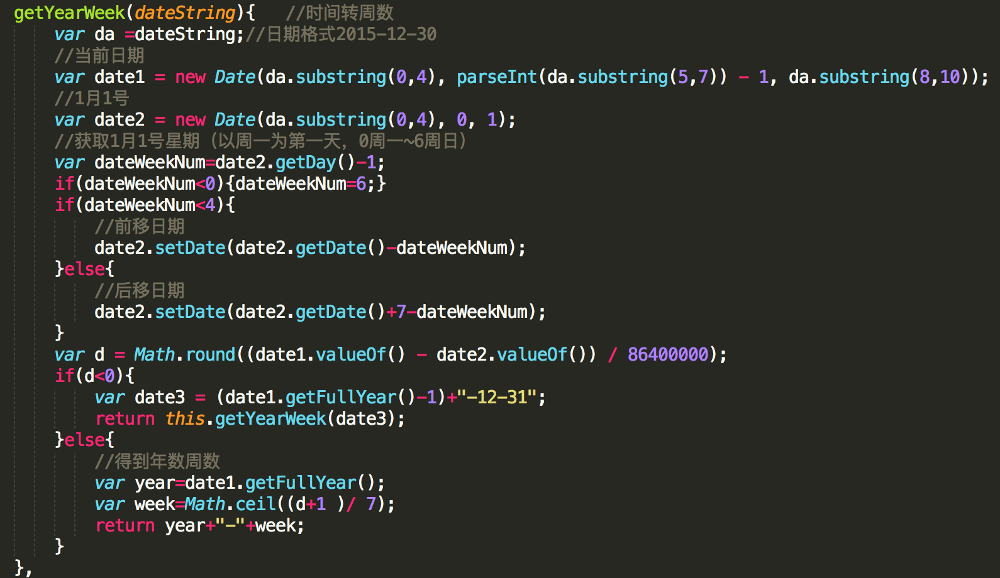 getYearWeek(dateString){   //时间转周数
    var da =dateString;//日期格式2015-12-30
    //当前日期
    var date1 = new Date(da.substring(0,4), parseInt(da.substring(5,7)) - 1, da.substring(8,10));
    //1月1号
    var date2 = new Date(da.substring(0,4), 0, 1);
    //获取1月1号星期（以周一为第一天，0周一~6周日）
    var dateWeekNum=date2.getDay()-1;
    if(dateWeekNum<0){dateWeekNum=6;}
    if(dateWeekNum<4){
        //前移日期
        date2.setDate(date2.getDate()-dateWeekNum);
    }else{
        //后移日期
        date2.setDate(date2.getDate()+7-dateWeekNum);
    }
    var d = Math.round((date1.valueOf() - date2.valueOf()) / 86400000);
    if(d<0){
        var date3 = (date1.getFullYear()-1)+"-12-31";
        return this.getYearWeek(date3);
    }else{
        //得到年数周数
        var year=date1.getFullYear();
        var week=Math.ceil((d+1 )/ 7);
        return year+"-"+week;
    }
},